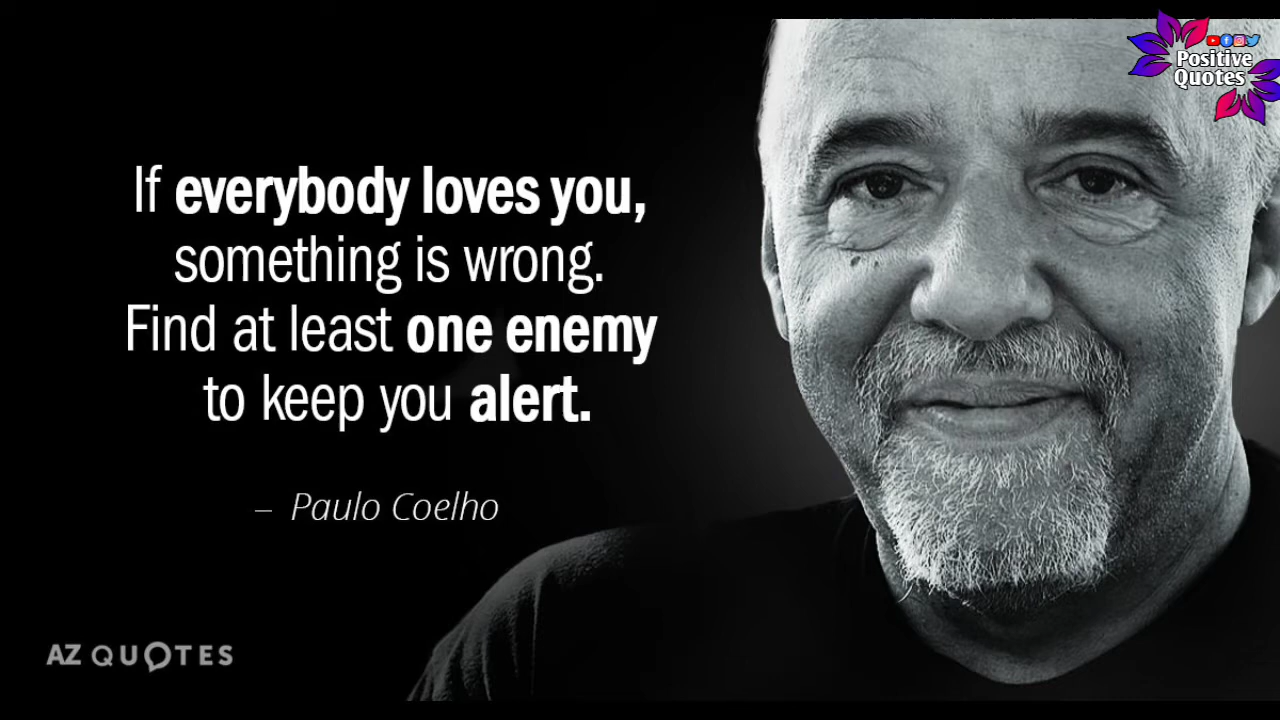 Positive
Quotes
If everybody loves you,
something is wrong.
Find at least one enemy
to keep you alert.
– Paulo Coelho
AZ QUOTES